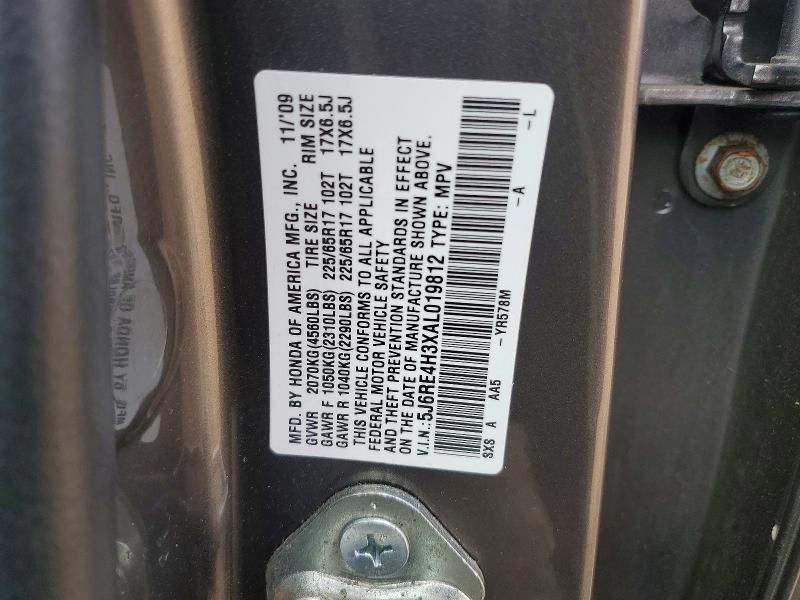 MFD. BY HONDA OF AMERICA MFG., INC. 11/'09
GVWR 2070KG(4560LBS) TIRE SIZE RIM SIZE
GAWR F 1050KG(2310LBS) 225/65R17 102T 17X6.5J
GAWR R 1040KG(2290LBS) 225/65R17 102T 17X6.5J
THIS VEHICLE CONFORMS TO ALL APPLICABLE
FEDERAL MOTOR VEHICLE SAFETY
AND THEFT PREVENTION STANDARDS IN EFFECT
ON THE DATE OF MANUFACTURE SHOWN ABOVE.
V.I.N.:5J6RE4H3XAL019812 TYPE: MPV
SXS A AA5 -YR578M -A -L